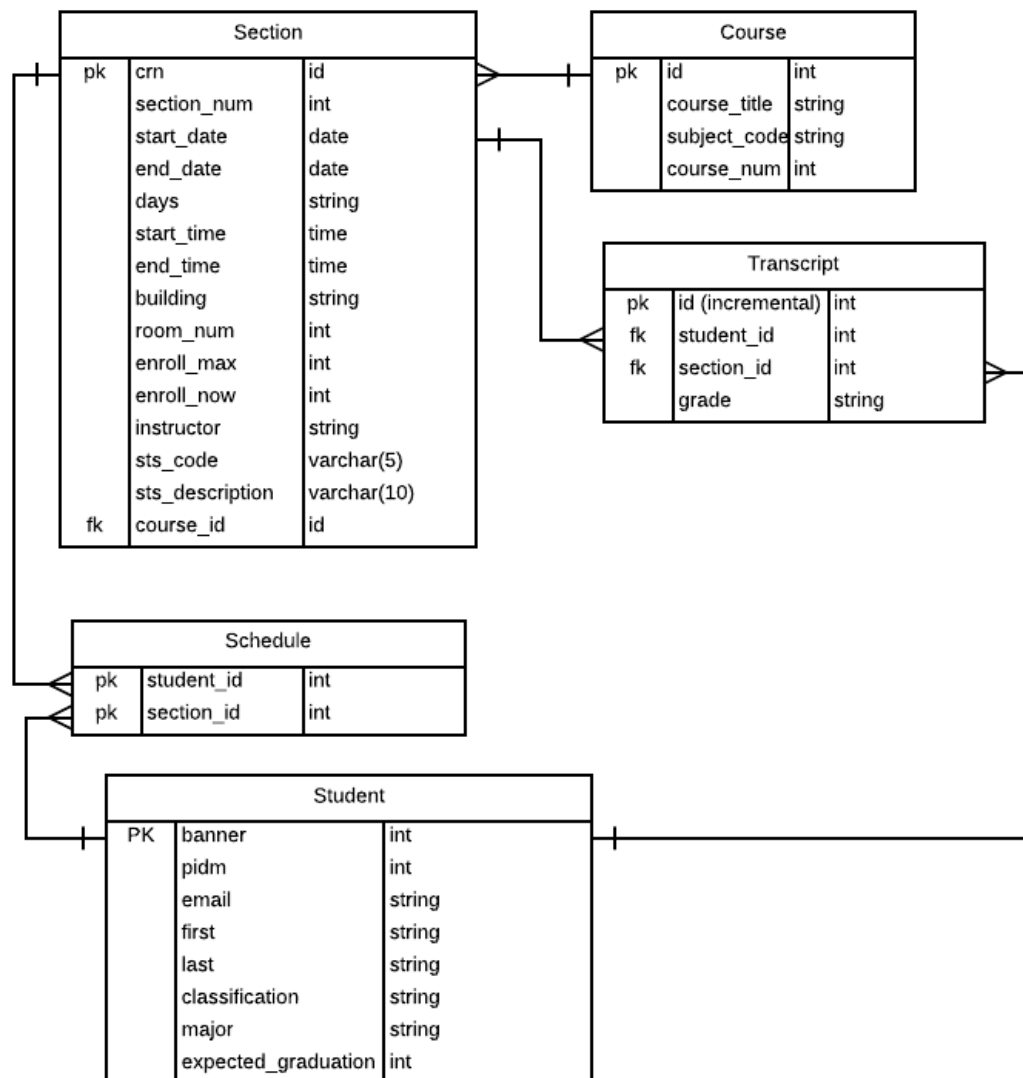 Section
pk crn id
section_num int
start_date date
end_date date
days string
start_time time
end_time time
building string
room_num int
enroll_max int
enroll_now int
instructor string
sts_code varchar(5)
sts_description varchar(10)
fk course_id id
Course
pk id int
course_title string
subject_code string
course_num int
Transcript
pk id (incremental) int
fk student_id int
fk section_id int
grade string
Schedule
pk student_id int
pk section_id int
Student
PK banner int
pidm int
email string
first string
last string
classification string
major string
expected_graduation int